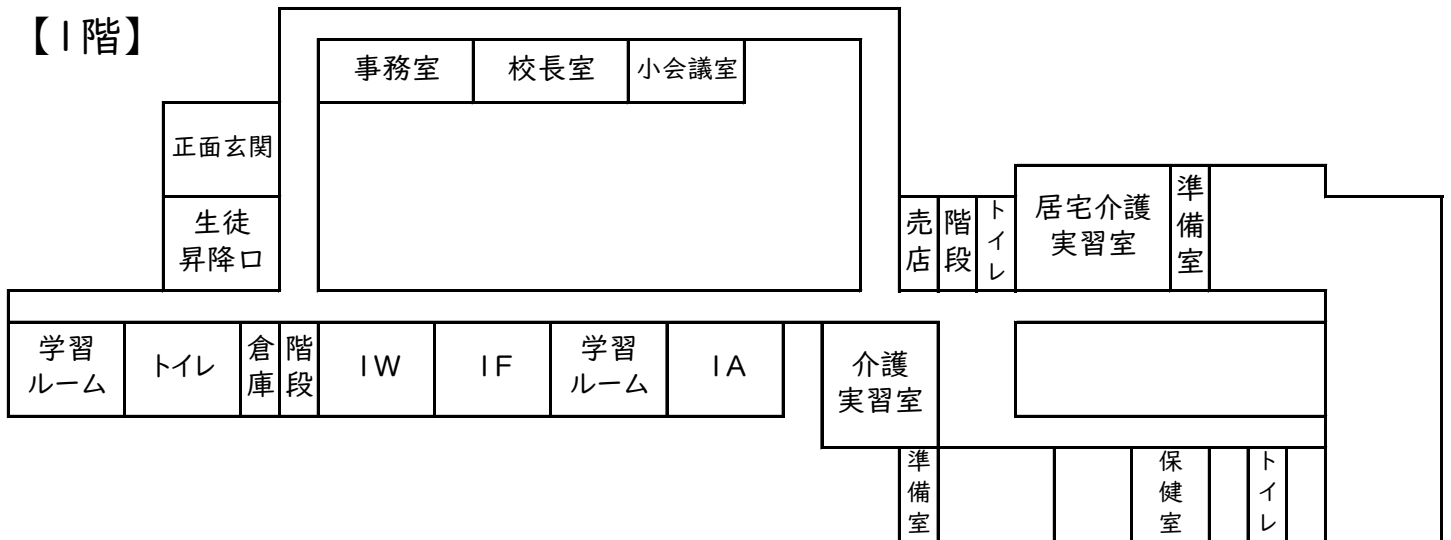 【1階】
事務室
校長室
小会議室
正面玄関
生徒
昇降口
売店
階段
トイレ
居宅介護
実習室
準備室
学習
ルーム
トイレ
倉庫
階段
1W
1F
学習
ルーム
1A
介護
実習室
準備室
保健室
トイレ